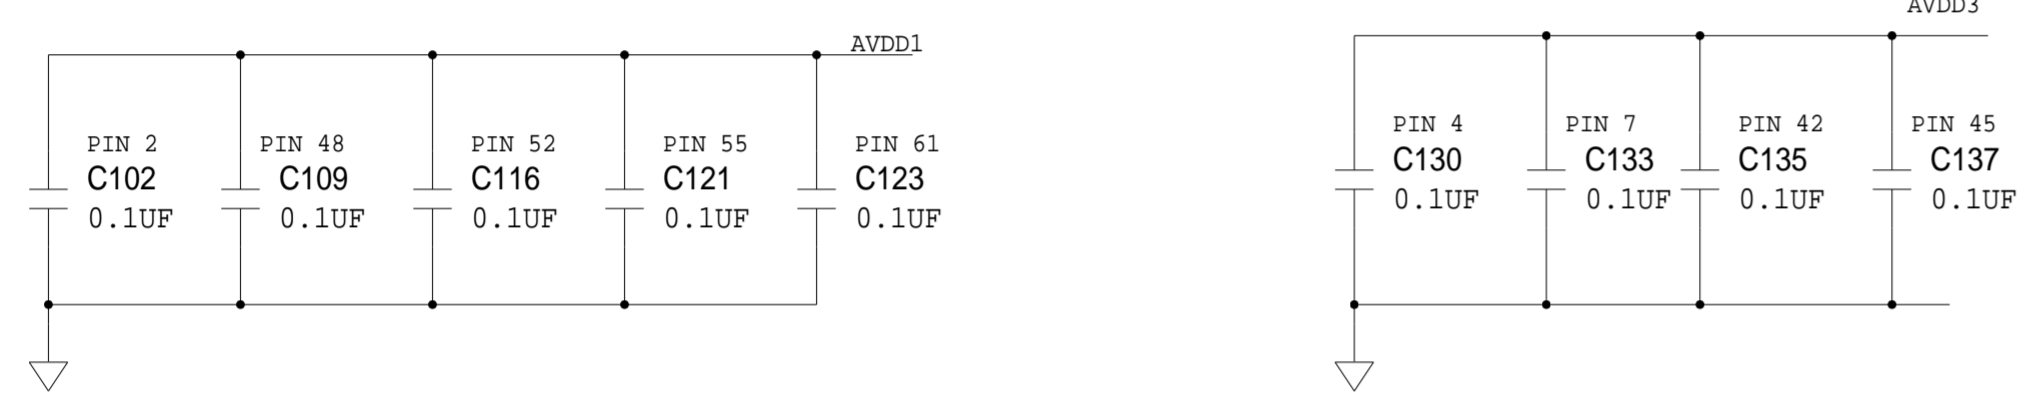 AVDD1
PIN 2
C102
0.1UF
PIN 48
C109
0.1UF
PIN 52
C116
0.1UF
PIN 55
C121
0.1UF
PIN 61
C123
0.1UF
AVDD3
PIN 4
C130
0.1UF
PIN 7
C133
0.1UF
PIN 42
C135
0.1UF
PIN 45
C137
0.1UF